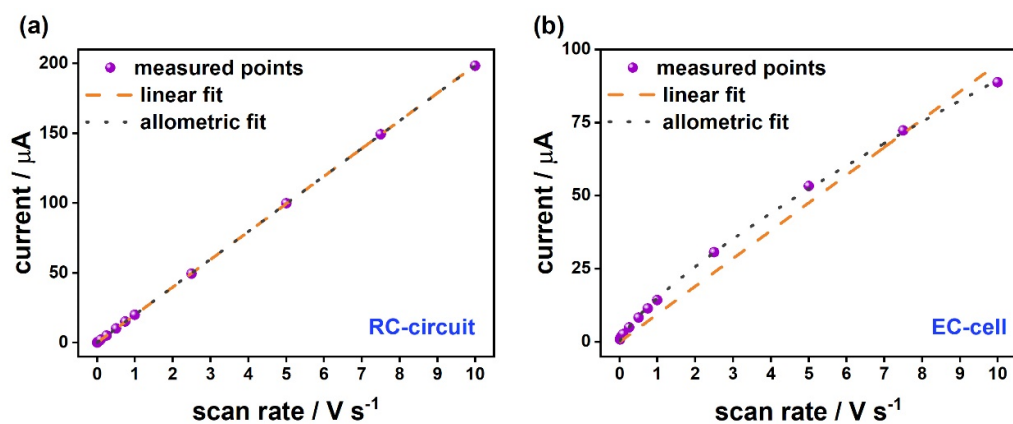 (a)
200
150
100
50
0
current / μA
measured points
linear fit
allometric fit
RC-circuit
0 1 2 3 4 5 6 7 8 9 10
scan rate / V s⁻¹
(b)
100
75
50
25
0
current / μA
measured points
linear fit
allometric fit
EC-cell
0 1 2 3 4 5 6 7 8 9 10
scan rate / V s⁻¹